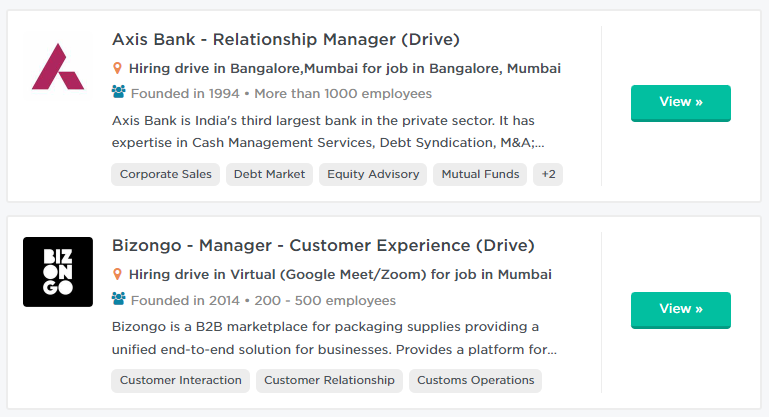 Axis Bank - Relationship Manager (Drive)
Hiring drive in Bangalore,Mumbai for job in Bangalore, Mumbai
Founded in 1994 • More than 1000 employees
Axis Bank is India's third largest bank in the private sector. It has
expertise in Cash Management Services, Debt Syndication, M&A;...
Corporate Sales Debt Market Equity Advisory Mutual Funds +2
View »
BIZ
ON
GO
Bizongo - Manager - Customer Experience (Drive)
Hiring drive in Virtual (Google Meet/Zoom) for job in Mumbai
Founded in 2014 • 200 - 500 employees
Bizongo is a B2B marketplace for packaging supplies providing a
unified end-to-end solution for businesses. Provides a platform for...
Customer Interaction Customer Relationship Customs Operations
View »